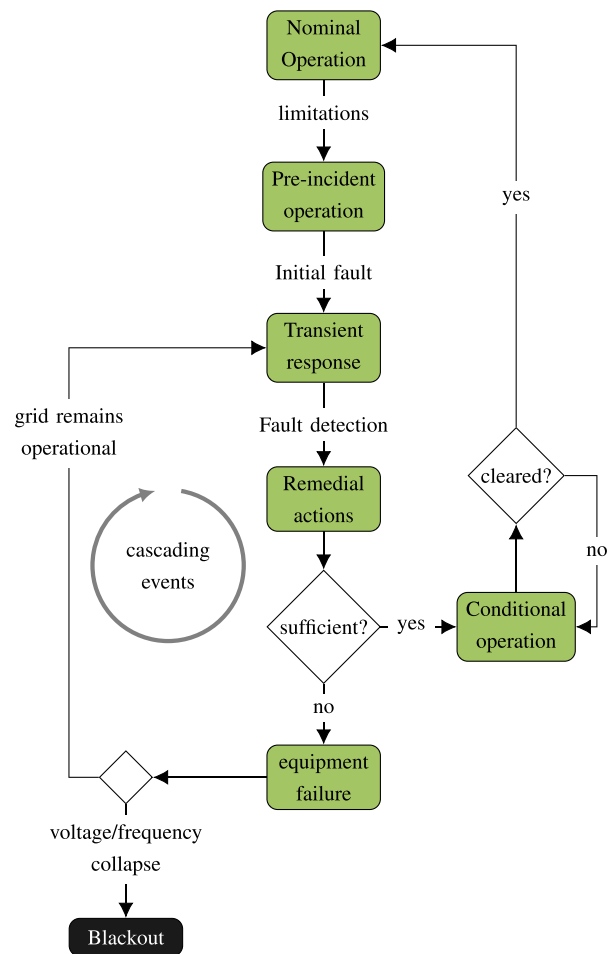 Nominal
Operation
limitations
Pre-incident
operation
yes
Initial fault
Transient
response
grid remains
operational
Fault detection
cleared?
Remedial
actions
cascading
events
no
sufficient?
yes
Conditional
operation
no
equipment
failure
voltage/frequency
collapse
Blackout